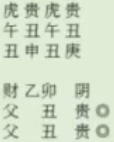 虎贵虎贵
午丑午丑
丑申丑庚
财 乙卯 阴
父 丑 贵◎
父 丑 贵◎